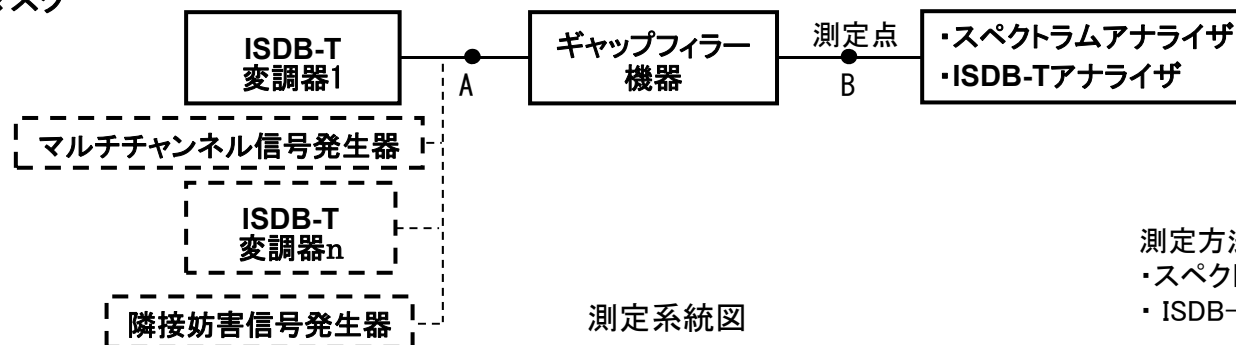 ISDB-T
変調器1
A
ギャップフィラー
機器
測定点
B
・スペクトラムアナライザ
・ISDB-Tアナライザ
マルチチャンネル信号発生器
ISDB-T
変調器n
隣接妨害信号発生器
測定系統図
測定方
・スペク
・ ISDB-